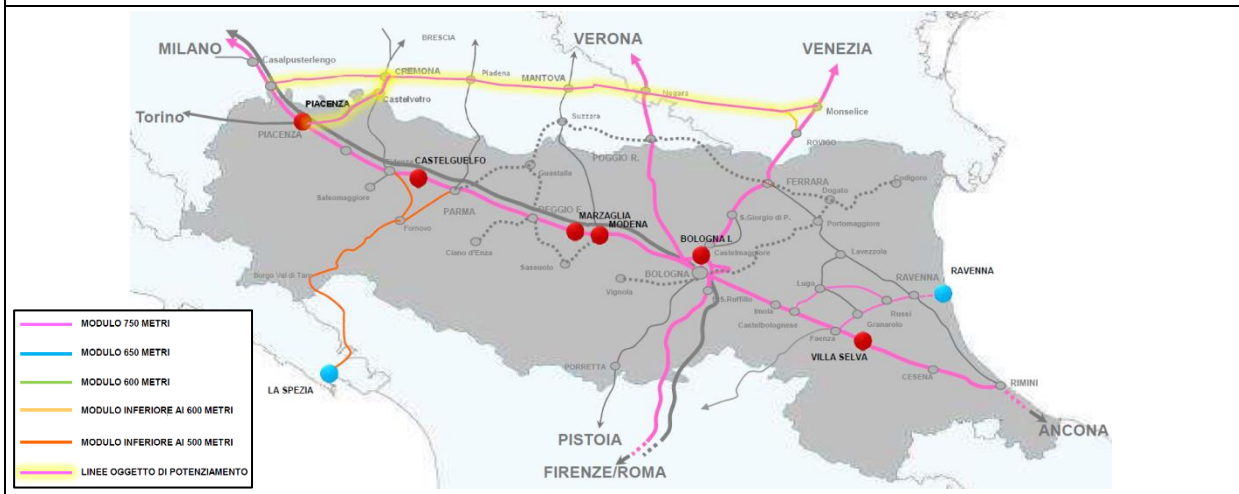 MILANO
BRESCIA
VERONA
VENEZIA
Casalpusterlengo
CREMONA
Piadena
MANTOVA
Nogara
Monselice
Castelvetro
Torino
PIACENZA
PIACENZA
Suzzara
ROVIGO
POGGIO R.
CASTELGUELFO
Guastalla
FERRARA
Codigoro
Dogato
Salsomaggiore
PARMA
REGGIO E.
MARZAGLIA
MODENA
S.Giorgio di P.
Portomaggiore
Fornovo
Ciano d'Enza
BOLOGNA I.
Castelmaggiore
Lavezzola
Sassuolo
BOLOGNA
Borgo Val di Taro
Vignola
RAVENNA
RAVENNA
Lugo
S.S.Ruffillo
Imola
Russi
Castelbolognese
Granarolo
Faenza
VILLA SELVA
LA SPEZIA
PORRETTA
CESENA
RIMINI
PISTOIA
ANCONA
FIRENZE/ROMA
MODULO 750 METRI
MODULO 650 METRI
MODULO 600 METRI
MODULO INFERIORE AI 600 METRI
MODULO INFERIORE AI 500 METRI
LINEE OGGETTO DI POTENZIAMENTO